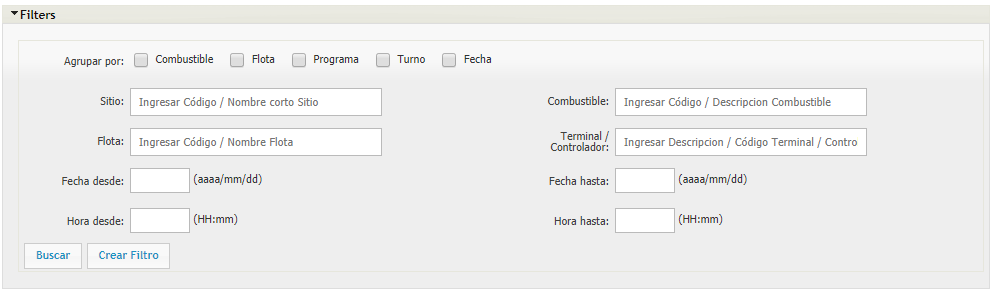 Filters
Agrupar por: Combustible Flota Programa Turno Fecha
Sitio: Ingresar Código / Nombre corto Sitio Combustible: Ingresar Código / Descripcion Combustible
Flota: Ingresar Código / Nombre Flota Terminal / Controlador: Ingresar Descripcion / Código Terminal / Contro
Fecha desde: (aaaa/mm/dd) Fecha hasta: (aaaa/mm/dd)
Hora desde: (HH:mm) Hora hasta: (HH:mm)
Buscar Crear Filtro